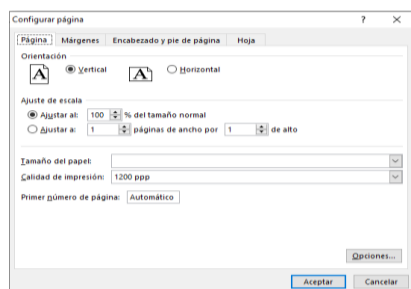 Configurar página ? ×
Página Márgenes Encabezado y pie de página Hoja
Orientación
A Vertical A Horizontal
Ajuste de escala
Ajustar al: 100 % del tamaño normal
Ajustar a: 1 páginas de ancho por 1 de alto
Tamaño del papel:
Calidad de impresión: 1200 ppp
Primer número de página: Automático
Opciones...
Aceptar Cancelar